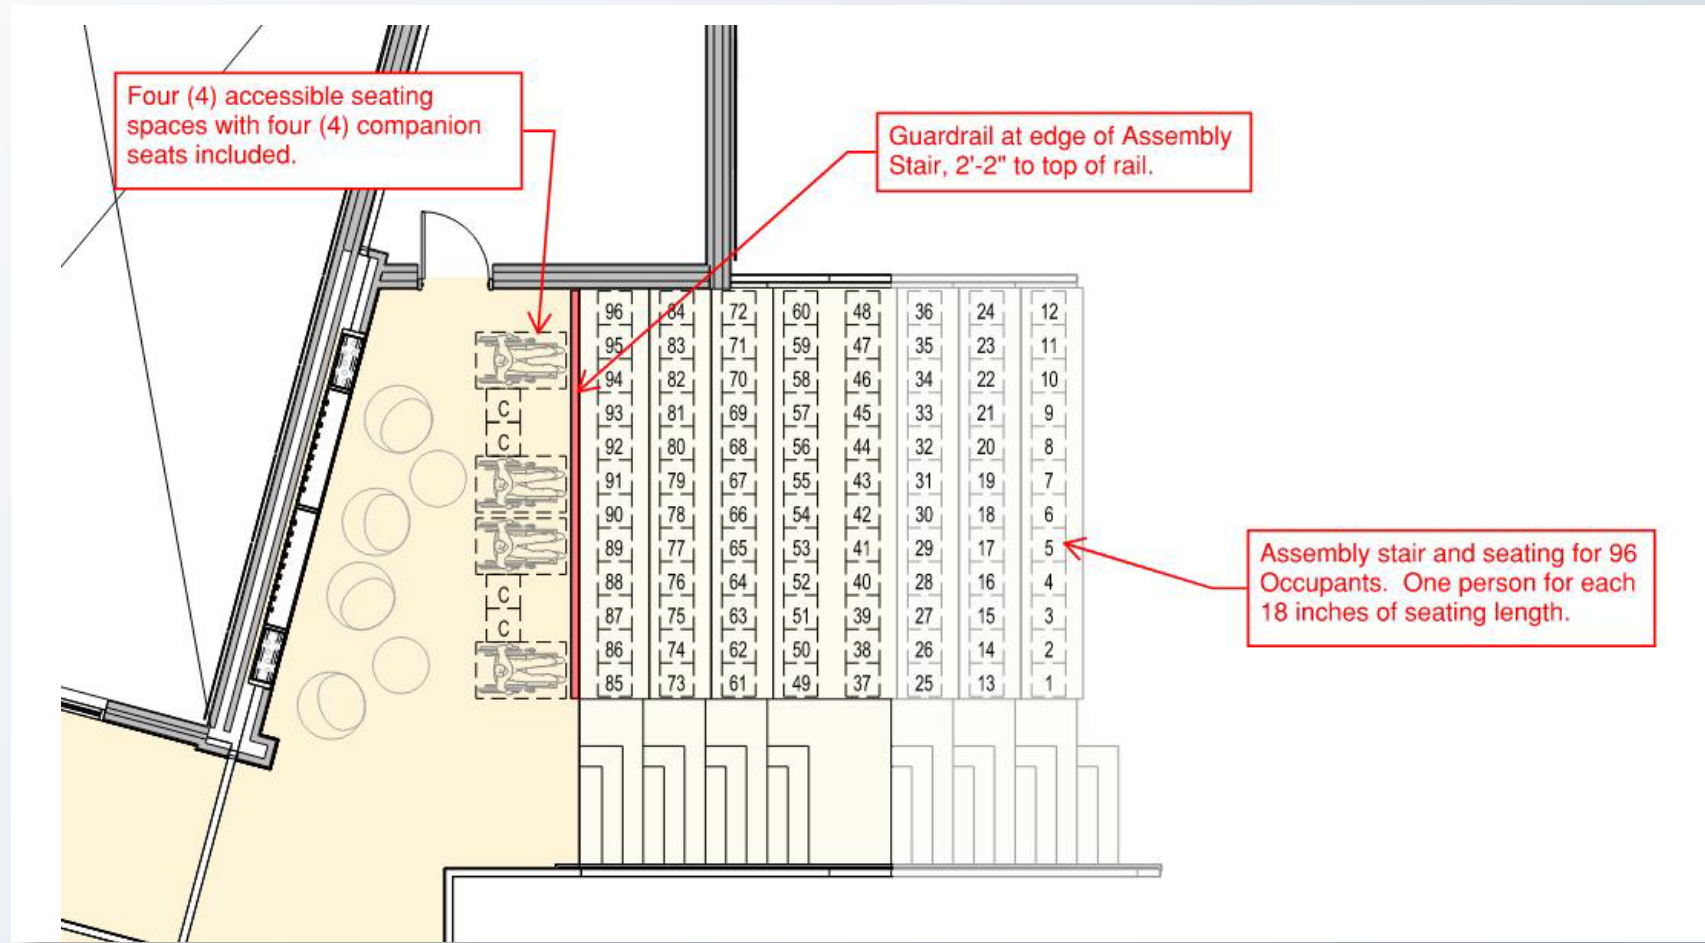 Four (4) accessible seating
spaces with four (4) companion
seats included.
Guardrail at edge of Assembly
Stair, 2'-2" to top of rail.
96 84 72 60 48 36 24 12
95 83 71 59 47 35 23 11
94 82 70 58 46 34 22 10
C
93 81 69 57 45 33 21 9
C
92 80 68 56 44 32 20 8
91 79 67 55 43 31 19 7
90 78 66 54 42 30 18 6
89 77 65 53 41 29 17 5
Assembly stair and seating for 96
Occupants. One person for each
18 inches of seating length.
88 76 64 52 40 28 16 4
C
87 75 63 51 39 27 15 3
C
86 74 62 50 38 26 14 2
85 73 61 49 37 25 13 1